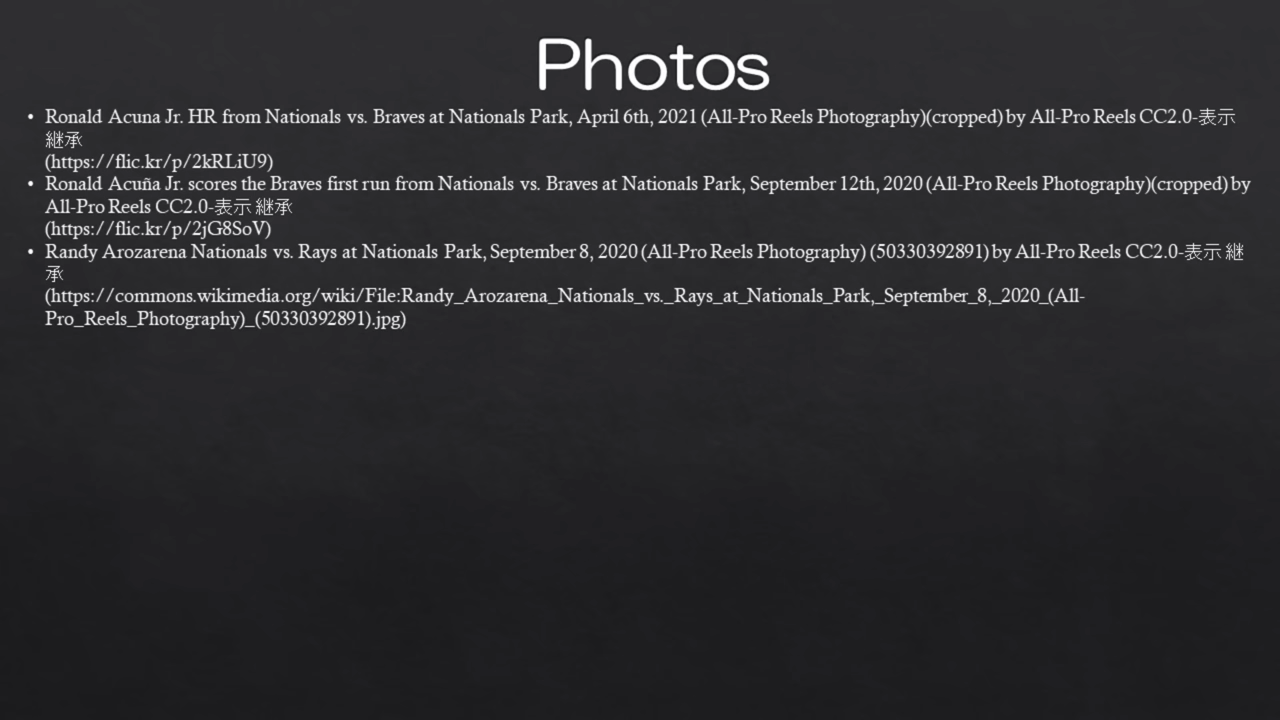 Photos
• Ronald Acuna Jr. HR from Nationals vs. Braves at Nationals Park, April 6th, 2021 (All-Pro Reels Photography)(cropped) by All-Pro Reels CC2.0-表示
継承
(https://flic.kr/p/2kRLiU9)
• Ronald Acuña Jr. scores the Braves first run from Nationals vs. Braves at Nationals Park, September 12th, 2020 (All-Pro Reels Photography)(cropped) by
All-Pro Reels CC2.0-表示 継承
(https://flic.kr/p/2jG8SoV)
• Randy Arozarena Nationals vs. Rays at Nationals Park, September 8, 2020 (All-Pro Reels Photography) (50330392891) by All-Pro Reels CC2.0-表示 継
承
(https://commons.wikimedia.org/wiki/File:Randy_Arozarena_Nationals_vs._Rays_at_Nationals_Park,_September_8,_2020_(All-
Pro_Reels_Photography)_(50330392891).jpg)